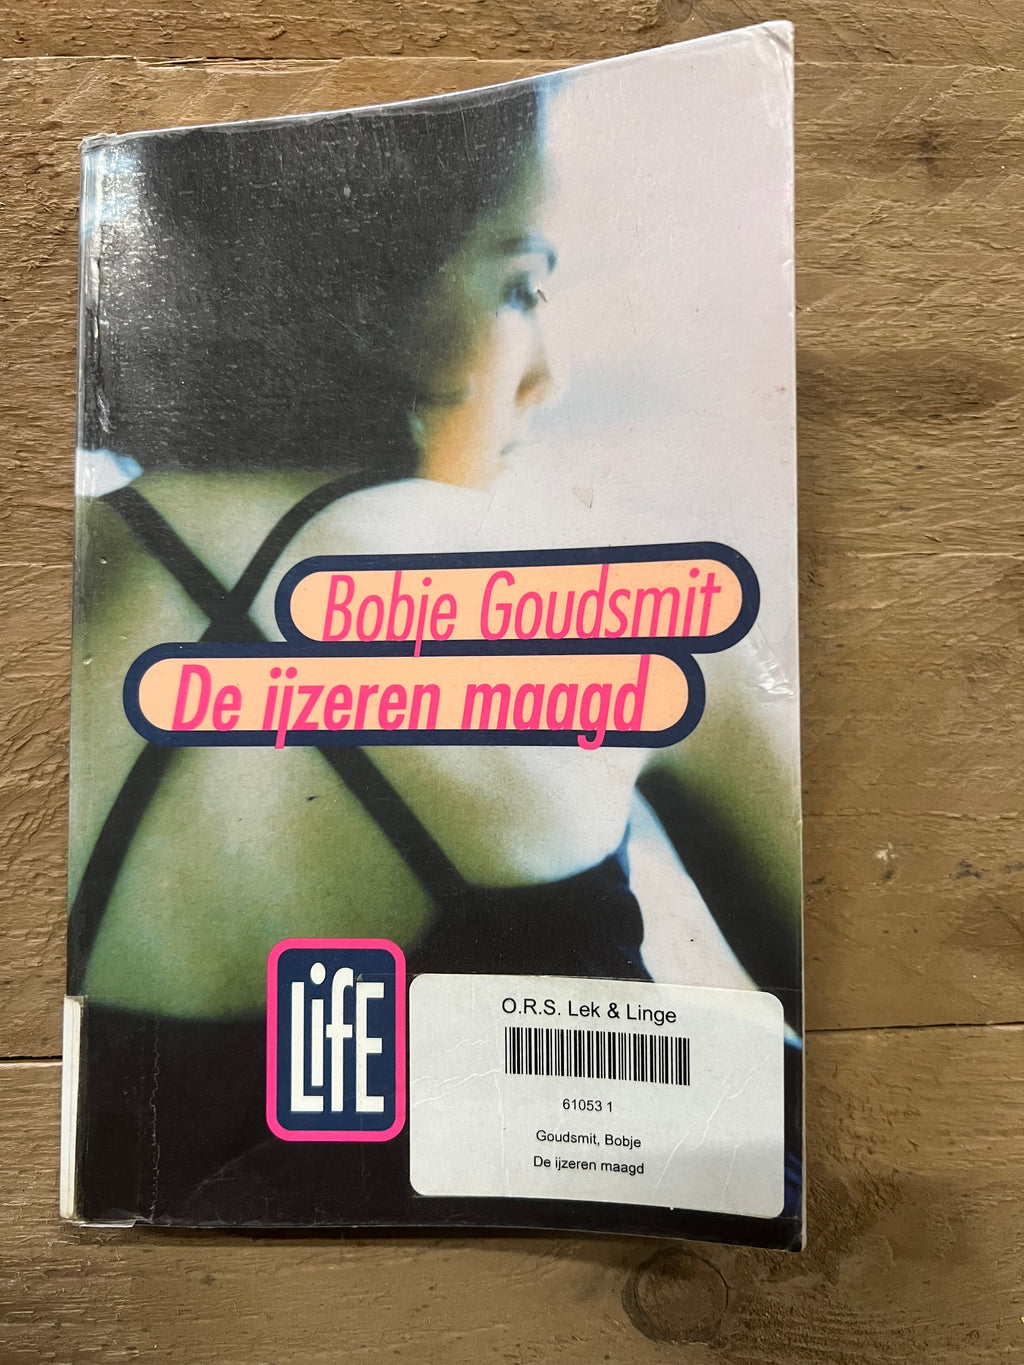 Bobje Goudsmit
De ijzeren maagd
LifE
O.R.S. Lek & Linge
61053 1
Goudsmit, Bobje
De ijzeren maagd